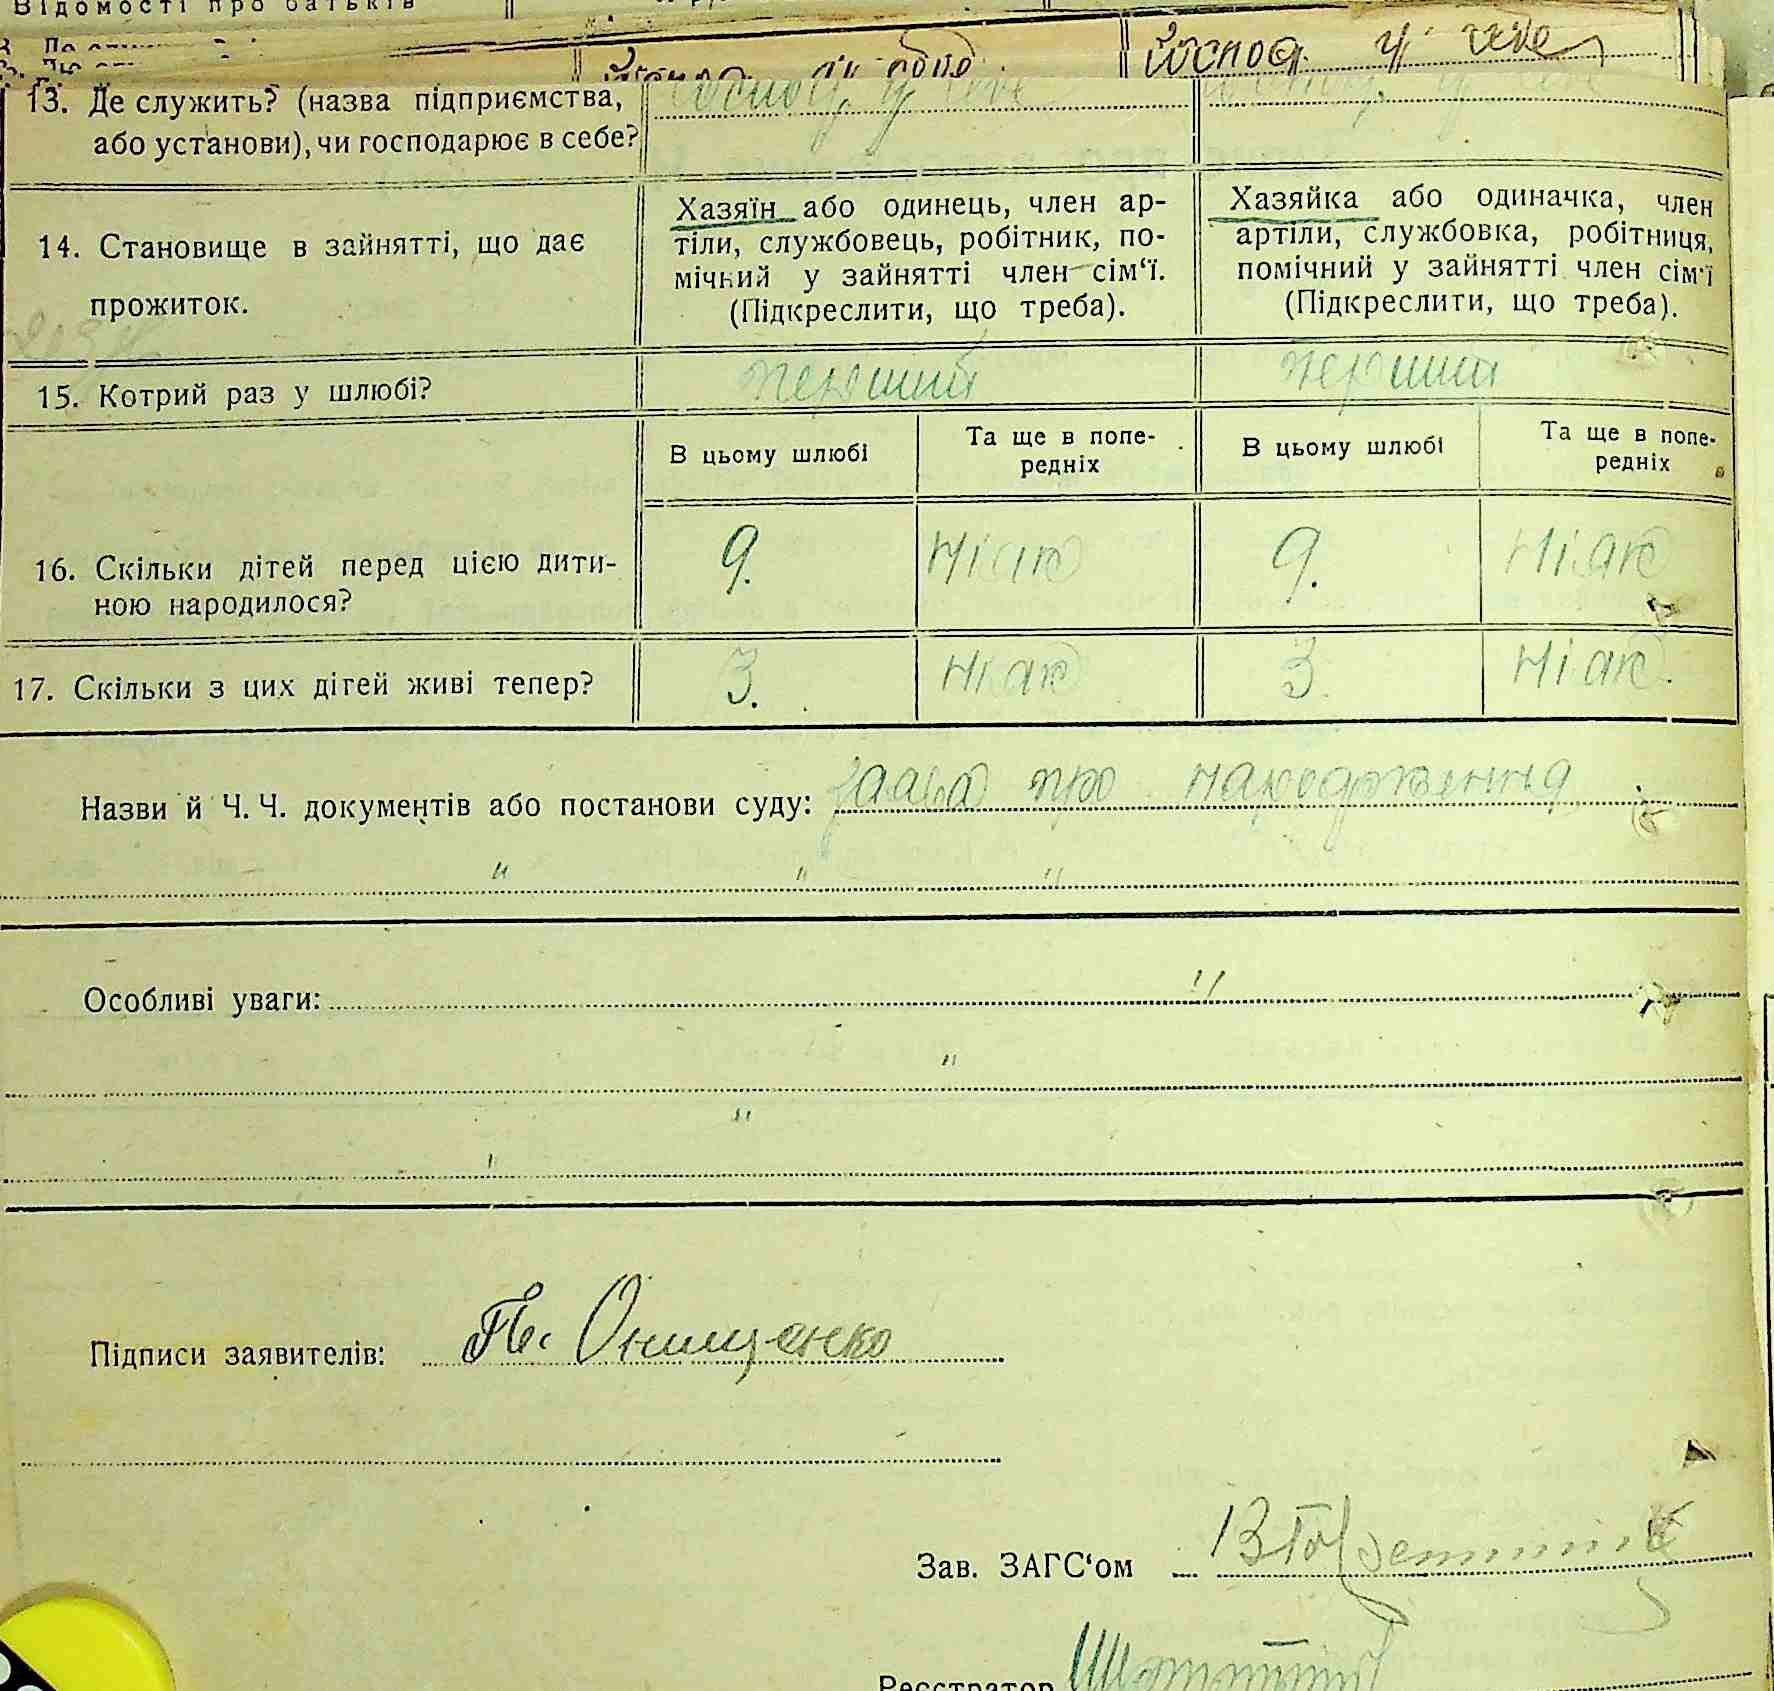 Відомості про батьків
Господ. у себе Господ. у себе
13. Де служить? (назва підприємства, Господ. у себе Господ. у себе
або установи), чи господарює в себе?
14. Становище в зайнятті, що дає
прожиток.
Хазяїн або одинець, член ар-
тіли, службовець, робітник, по-
мічний у зайнятті член сім‘ї.
(Підкреслити, що треба).
Хазяйка або одиначка, член
артіли, службовка, робітниця,
помічний у зайнятті член сім‘ї
(Підкреслити, що треба).
15. Котрий раз у шлюбі? перший перший
В цьому шлюбі
Та ще в попе-
редніх
В цьому шлюбі
Та ще в попе-
редніх
16. Скільки дітей перед цією дити-
ною народилося?
9. ніяк 9. ніяк
17. Скільки з цих дітей живі тепер? 3. ніяк 3. ніяк.
Назви й Ч. Ч. документів або постанови суду: заява про народження
" " "
Особливі уваги: "
"
"
Підписи заявителів: Онищенко
Зав. ЗАГС‘ом
Реєстратор